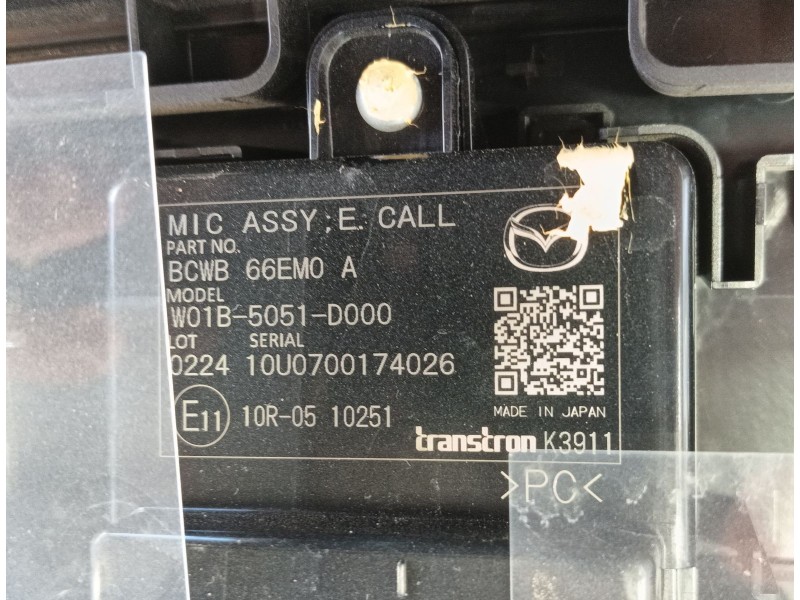 MIC ASSY;E. CALL
PART NO.
BCWB 66EM0 A
MODEL
W01B-5051-D000
LOT SERIAL
0224 10U0700174026
E11 10R-05 10251
MADE IN JAPAN
transtron K3911
>PC<